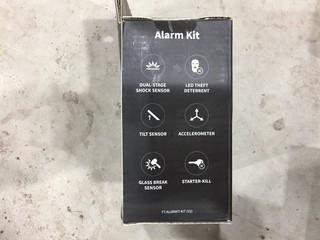 Alarm Kit
DUAL-STAGE
SHOCK SENSOR
LED THEFT
DETERRENT
TILT SENSOR
ACCELEROMETER
GLASS BREAK
SENSOR
STARTER-KILL